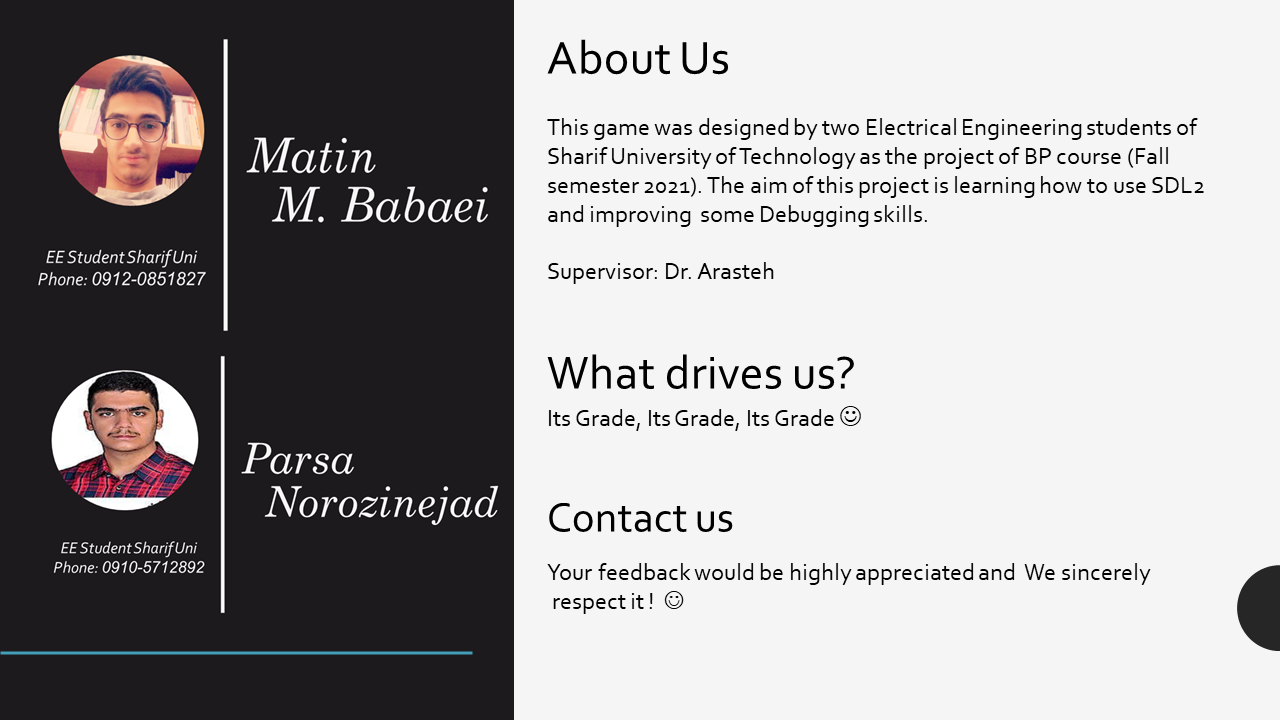 Matin
M. Babaei
EE Student Sharif Uni
Phone: 0912-0851827
Parsa
Norozinejad
EE Student Sharif Uni
Phone: 0910-5712892
About Us
This game was designed by two Electrical Engineering students of
Sharif University of Technology as the project of BP course (Fall
semester 2021). The aim of this project is learning how to use SDL2
and improving  some Debugging skills.
Supervisor: Dr. Arasteh
What drives us?
Its Grade, Its Grade, Its Grade ☺
Contact us
Your feedback would be highly appreciated and  We sincerely
respect it !  ☺